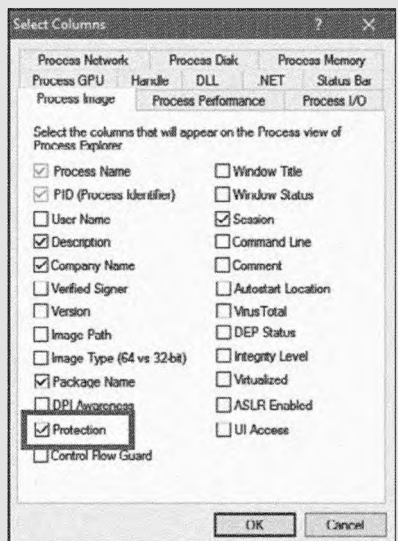 Select Columns ? ×
Process Network Process Disk Process Memory
Process GPU Handle DLL .NET Status Bar
Process Image Process Performance Process I/O
Select the columns that will appear on the Process view of
Process Explorer
Process Name
PID (Process Identifier)
User Name
Description
Company Name
Verified Signer
Version
Image Path
Image Type (64 vs 32-bit)
Package Name
DPI Awareness
Protection
Control Flow Guard
Window Title
Window Status
Session
Command Line
Comment
Autostart Location
VirusTotal
DEP Status
Integrity Level
Virtualized
ASLR Enabled
UI Access
OK Cancel